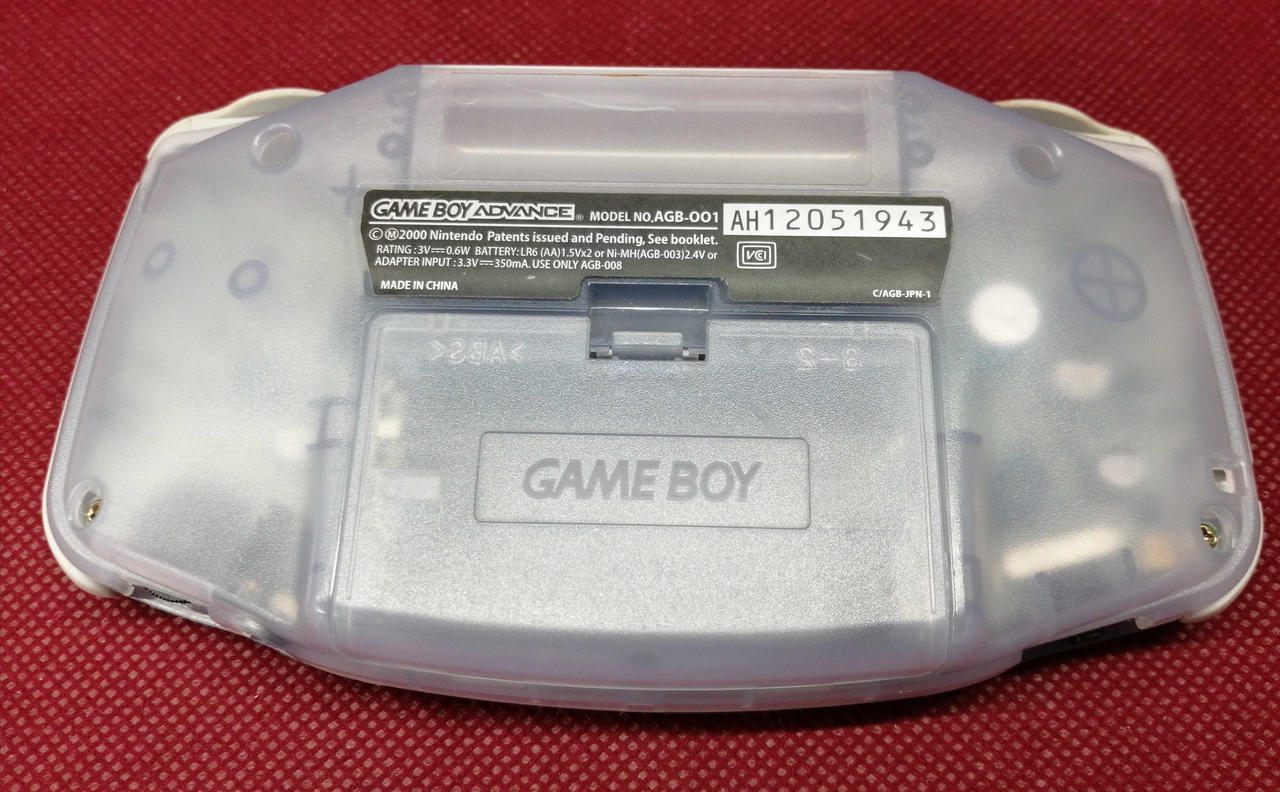 GAME BOY ADVANCE® MODEL NO.AGB-001 AH12051943
©Ⓜ2000 Nintendo Patents issued and Pending, See booklet.
RATING : 3V⎓0.6W BATTERY: LR6 (AA)1.5Vx2 or Ni-MH(AGB-003)2.4V or
ADAPTER INPUT : 3.3V⎓350mA. USE ONLY AGB-008
VCI
MADE IN CHINA
C/AGB-JPN-1
>ABS<
3-2
GAME BOY